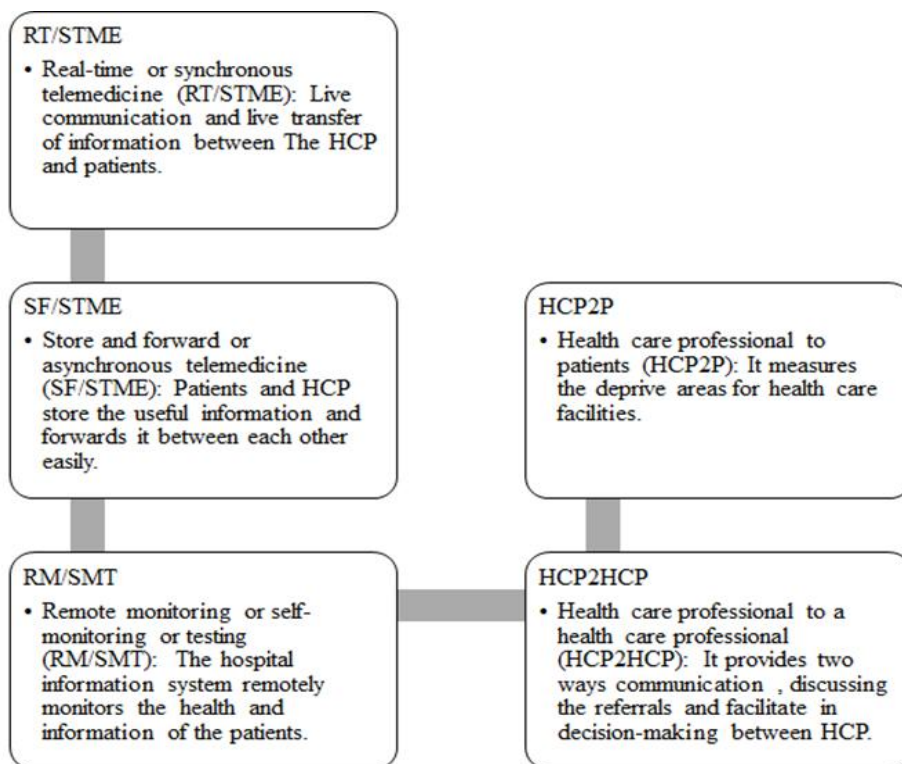 RT/STME
• Real-time or synchronous
telemedicine (RT/STME): Live
communication and live transfer
of information between The HCP
and patients.
SF/STME
• Store and forward or
asynchronous telemedicine
(SF/STME): Patients and HCP
store the useful information and
forwards it between each other
easily.
RM/SMT
• Remote monitoring or self-
monitoring or testing
(RM/SMT): The hospital
information system remotely
monitors the health and
information of the patients.
HCP2P
• Health care professional to
patients (HCP2P): It measures
the deprive areas for health care
facilities.
HCP2HCP
• Health care professional to a
health care professional
(HCP2HCP): It provides two
ways communication , discussing
the referrals and facilitate in
decision-making between HCP.